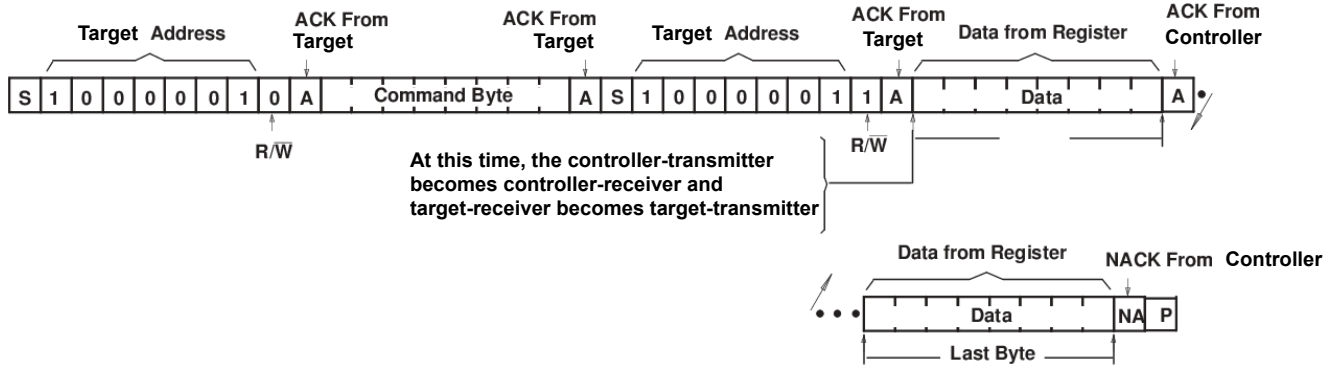 ACK From Target
ACK From Target
ACK From Target
ACK From Controller
Target Address
Target Address
Data from Register
S 1 0 0 0 0 0 1 0 A Command Byte A S 1 0 0 0 0 0 1 1 A Data A
R/W̅
R/W̅
At this time, the controller-transmitter
becomes controller-receiver and
target-receiver becomes target-transmitter
Data from Register
NACK From Controller
Data NA P
Last Byte